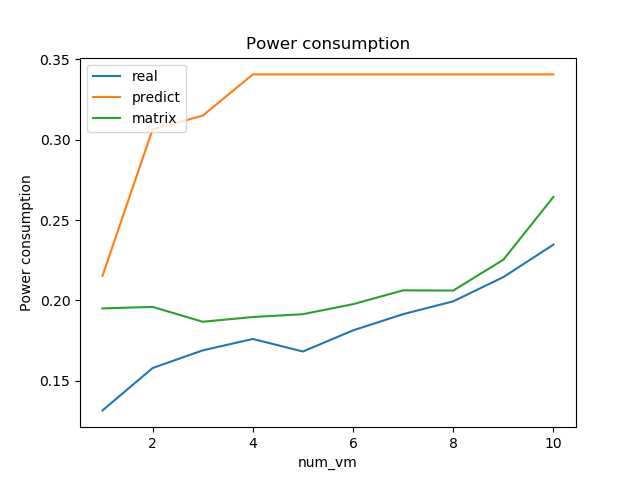 Power consumption
real
predict
matrix
0.35
0.30
0.25
0.20
0.15
Power consumption
2
4
6
8
10
num_vm